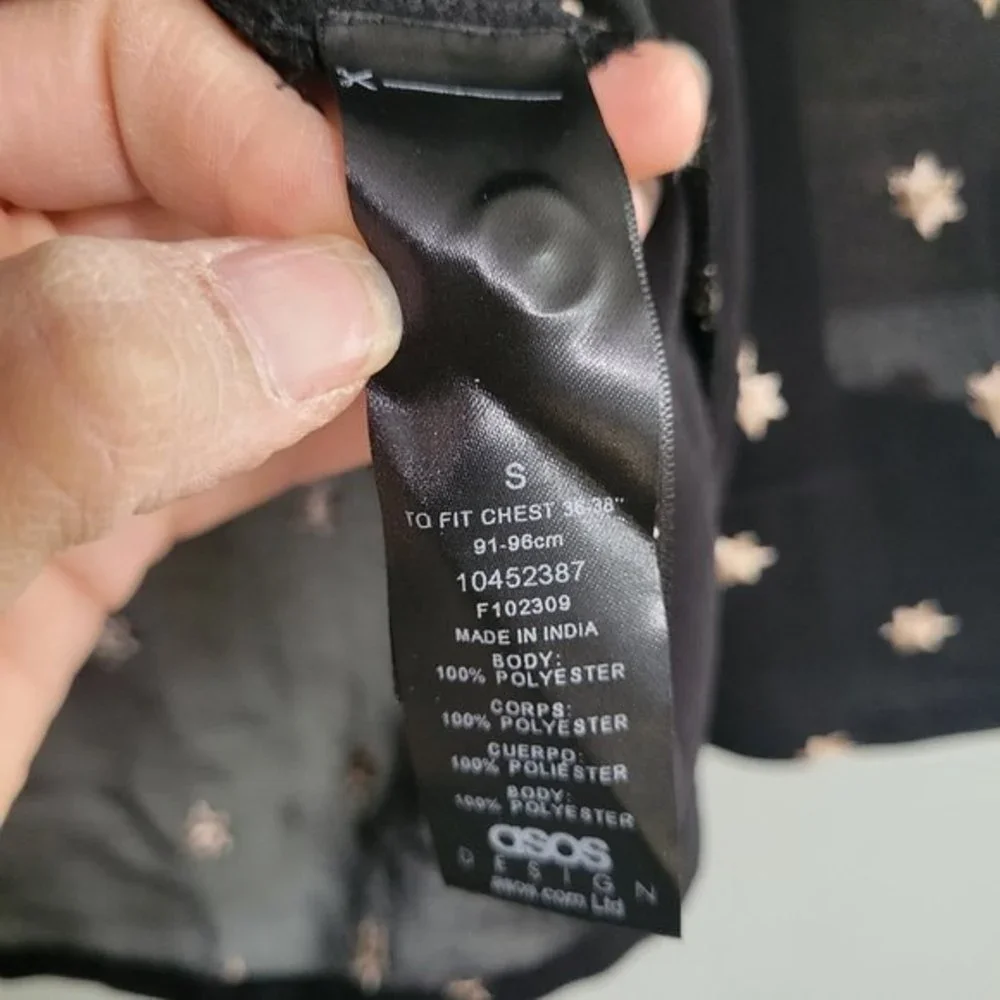 S
TO FIT CHEST 36-38"
91-96cm
10452387
F102309
MADE IN INDIA
BODY:
100% POLYESTER
CORPS:
100% POLYESTER
CUERPO:
100% POLIÉSTER
BODY:
100% POLYESTER
asos
DESIGN
asos.com Ltd